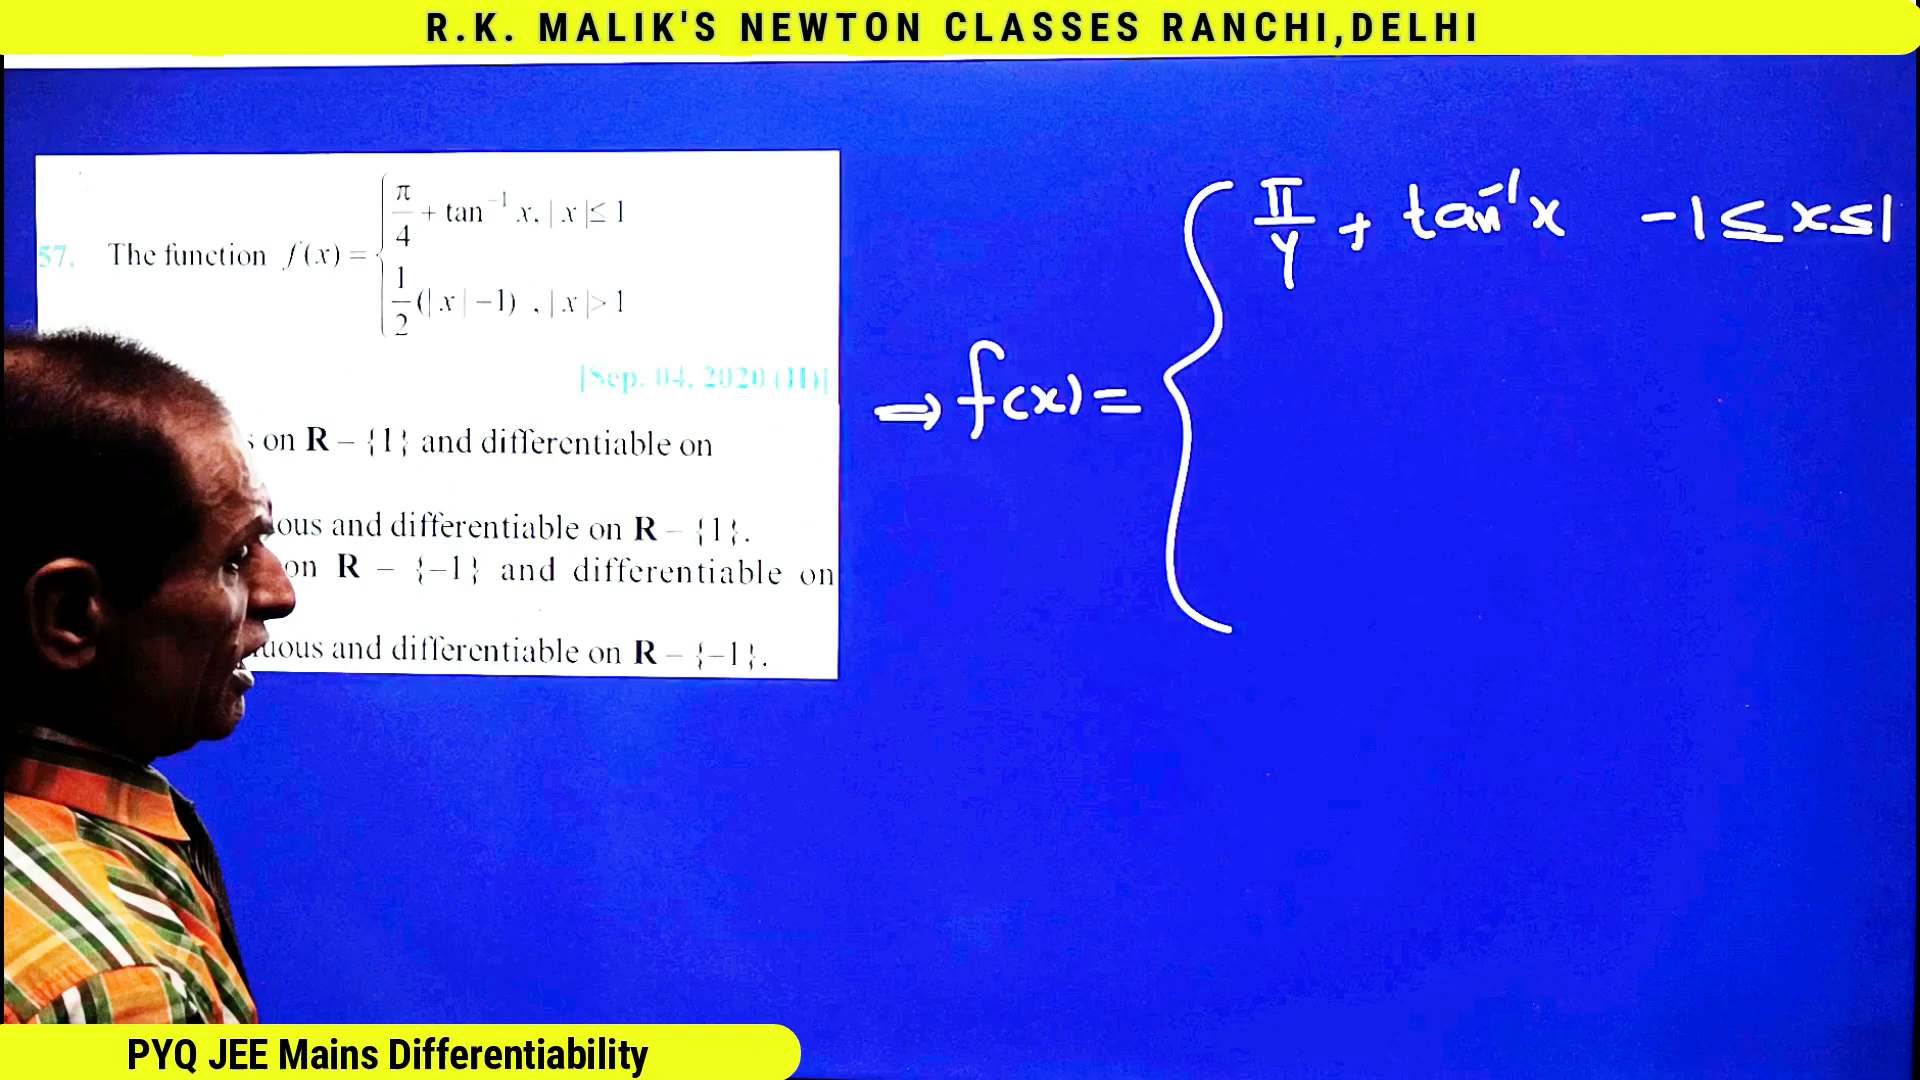 R.K. MALIK'S NEWTON CLASSES RANCHI,DELHI
57. The function f(x) = { π/4 + tan⁻¹ x, | x |≤ 1
1/2 (| x | −1) , | x |> 1
[Sep. 04, 2020 (II)]
on R – {1} and differentiable on
and differentiable on R – {1}.
on R – {–1} and differentiable on
and differentiable on R – {–1}.
⇒ f(x) = { π/4 + tan⁻¹x -1 ≤ x ≤ 1
PYQ JEE Mains Differentiability